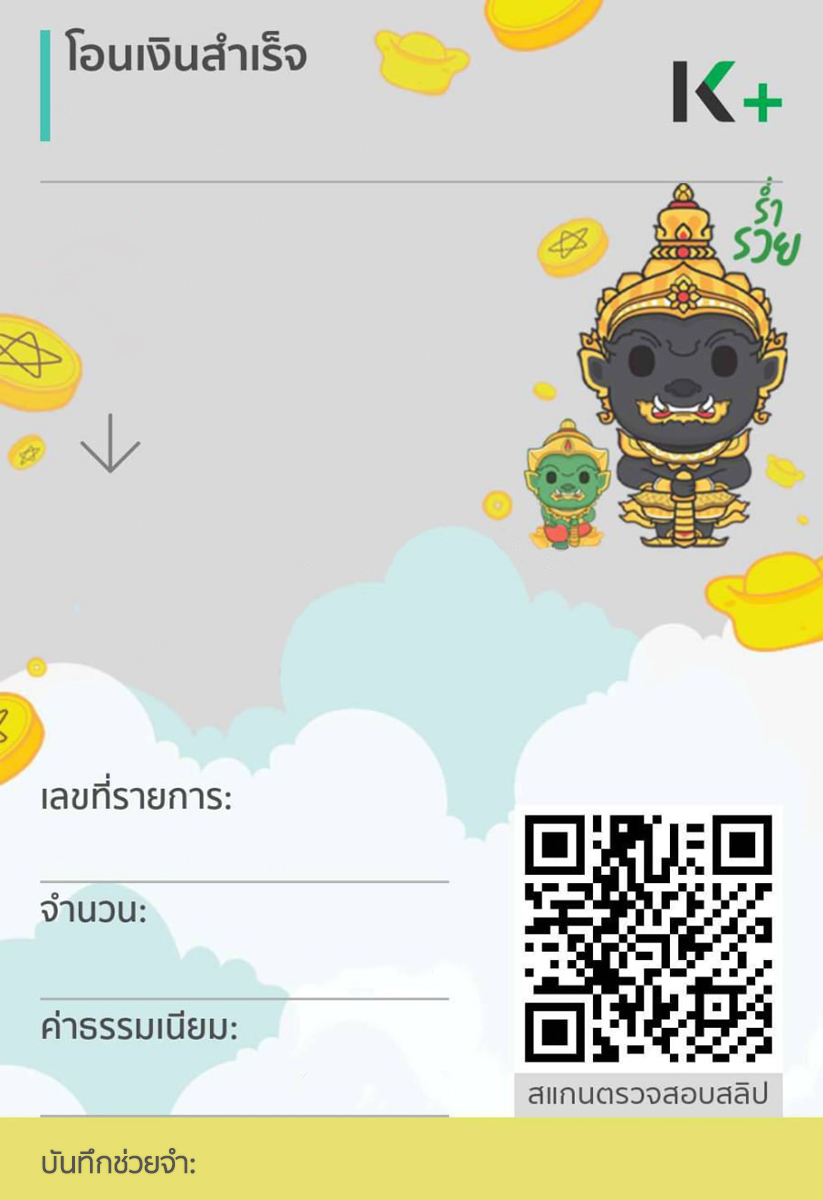 โอนเงินสำเร็จ
K+
ร่ำ
รวย
เลขที่รายการ:
จำนวน:
ค่าธรรมเนียม:
สแกนตรวจสอบสลิป
บันทึกช่วยจำ: